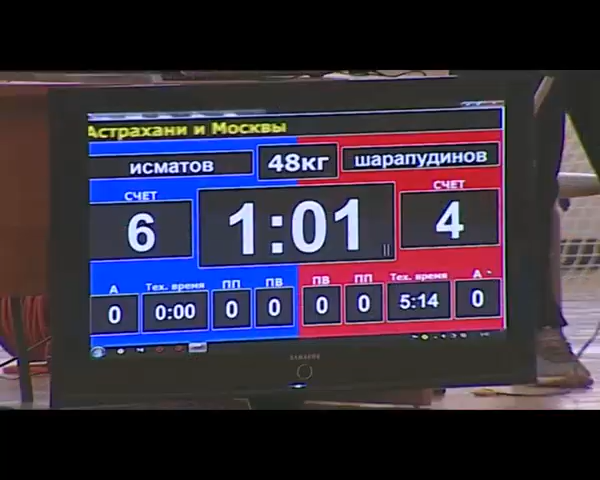 Астрахани и Москвы
исматов 48кг шарапудинов
СЧЕТ СЧЕТ
6 1:01 4
А Тех. время ПП ПВ ПВ ПП Тех. время А
0 0:00 0 0 0 0 5:14 0
SAMSUNG